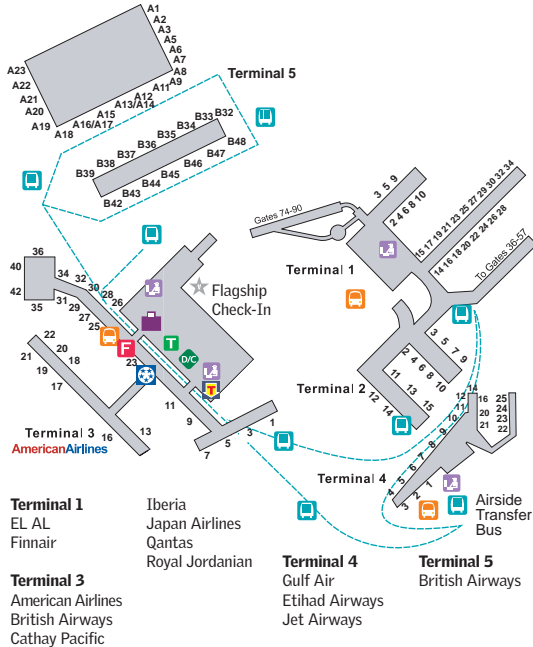 A1
A2
A3
A5
A6
A7
A8
A9
A11
A12
A13/A14
A15
A16/A17
A18
A19
A20
A21
A22
A23
Terminal 5
B32
B33
B34
B35
B36
B37
B38
B39
B42
B43
B44
B45
B46
B47
B48
Gates 74-90
3 5 9
2 4 6 8 10
15 17 19 21 23 25 27 29 30 32 34
14 16 18 20 22 24 26 28
To Gates 36-57
Terminal 1
36
40
42
35
34
32
30
28
26
31
29
27
25
23
Flagship
Check-In
T
F
D/C
T
22
21
20
19
18
17
16
13
11
9
7
5
3
1
Terminal 3
AmericanAirlines
3 5 7 9
2 4 6 8 10
11 13 15
12 14
Terminal 2
14
12
11
10
9
8
7
6
5
4
3
2
1
16
20
21
25
24
23
22
Terminal 4
Airside
Transfer
Bus
Terminal 1
EL AL
Finnair
Iberia
Japan Airlines
Qantas
Royal Jordanian
Terminal 3
American Airlines
British Airways
Cathay Pacific
Terminal 4
Gulf Air
Etihad Airways
Jet Airways
Terminal 5
British Airways